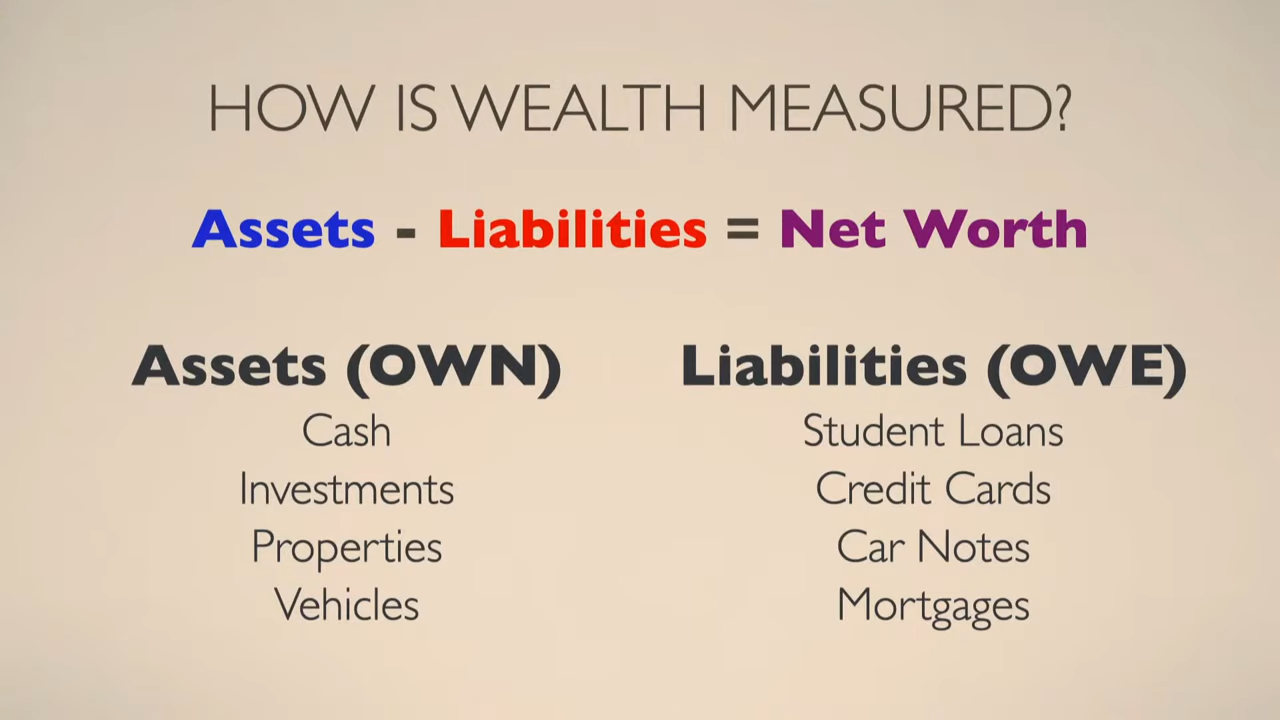 HOW IS WEALTH MEASURED?
Assets - Liabilities = Net Worth
Assets (OWN)
Cash
Investments
Properties
Vehicles
Liabilities (OWE)
Student Loans
Credit Cards
Car Notes
Mortgages